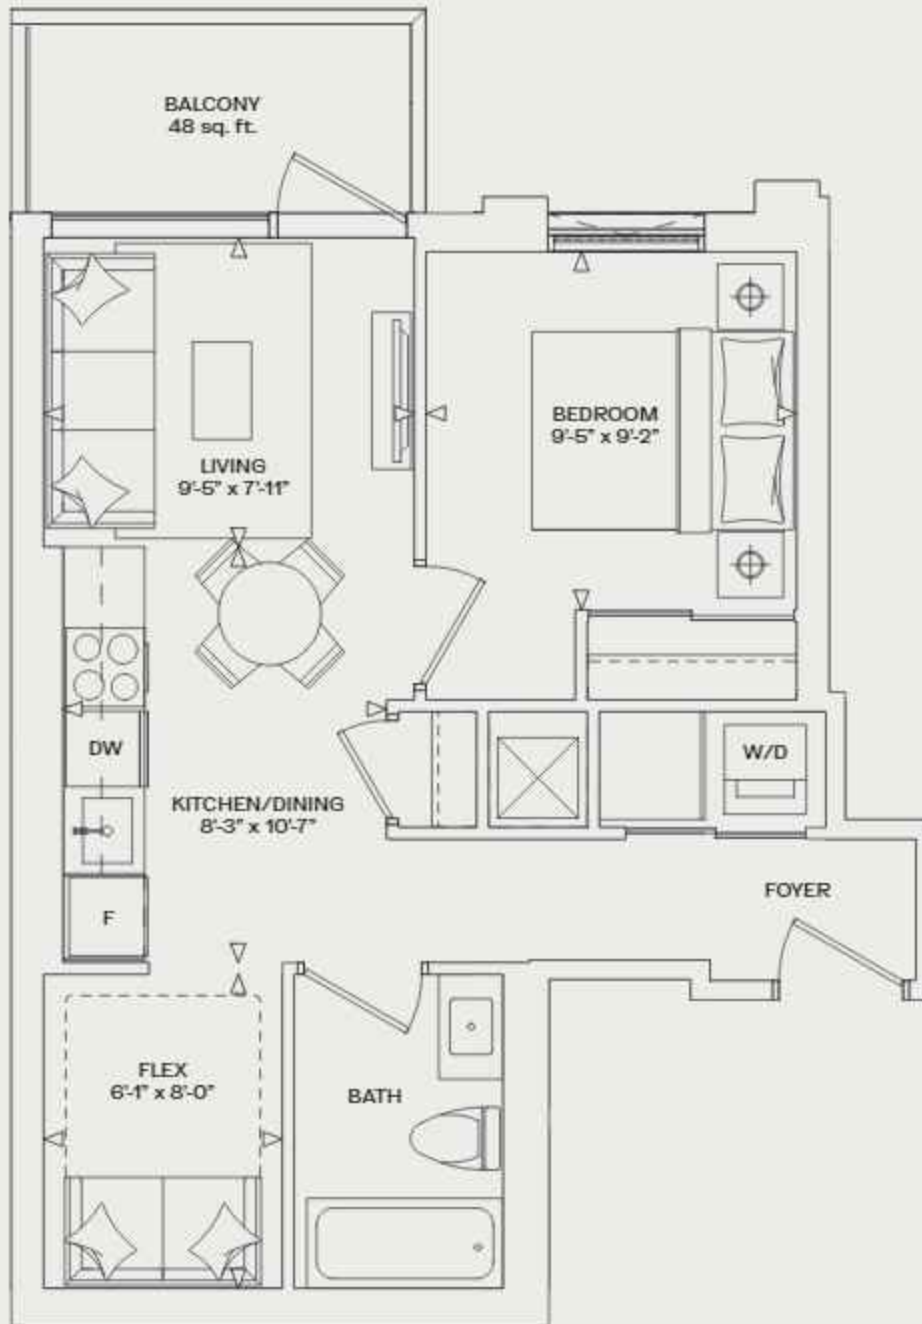 BALCONY
48 sq. ft.
BEDROOM
9'-5" x 9'-2"
LIVING
9'-5" x 7'-11"
DW
W/D
KITCHEN/DINING
8'-3" x 10'-7"
F
FOYER
FLEX
6'-1" x 8'-0"
BATH